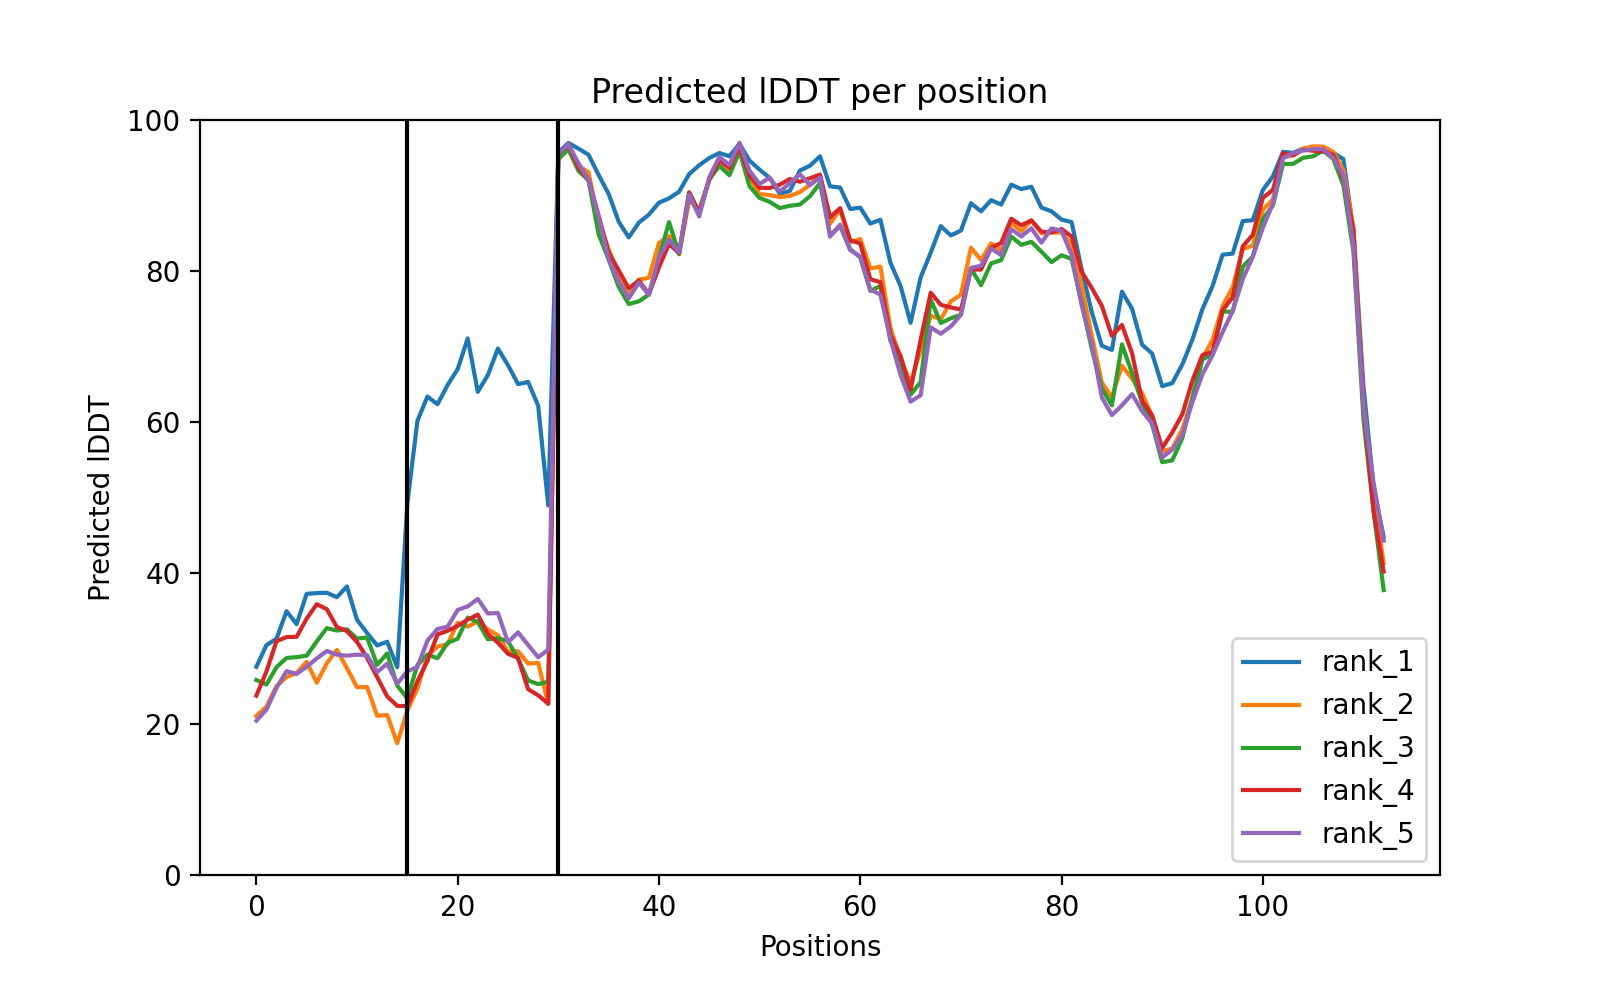 Predicted lDDT per position
100
80
60
40
20
0
Predicted lDDT
0 20 40 60 80 100
Positions
rank_1
rank_2
rank_3
rank_4
rank_5